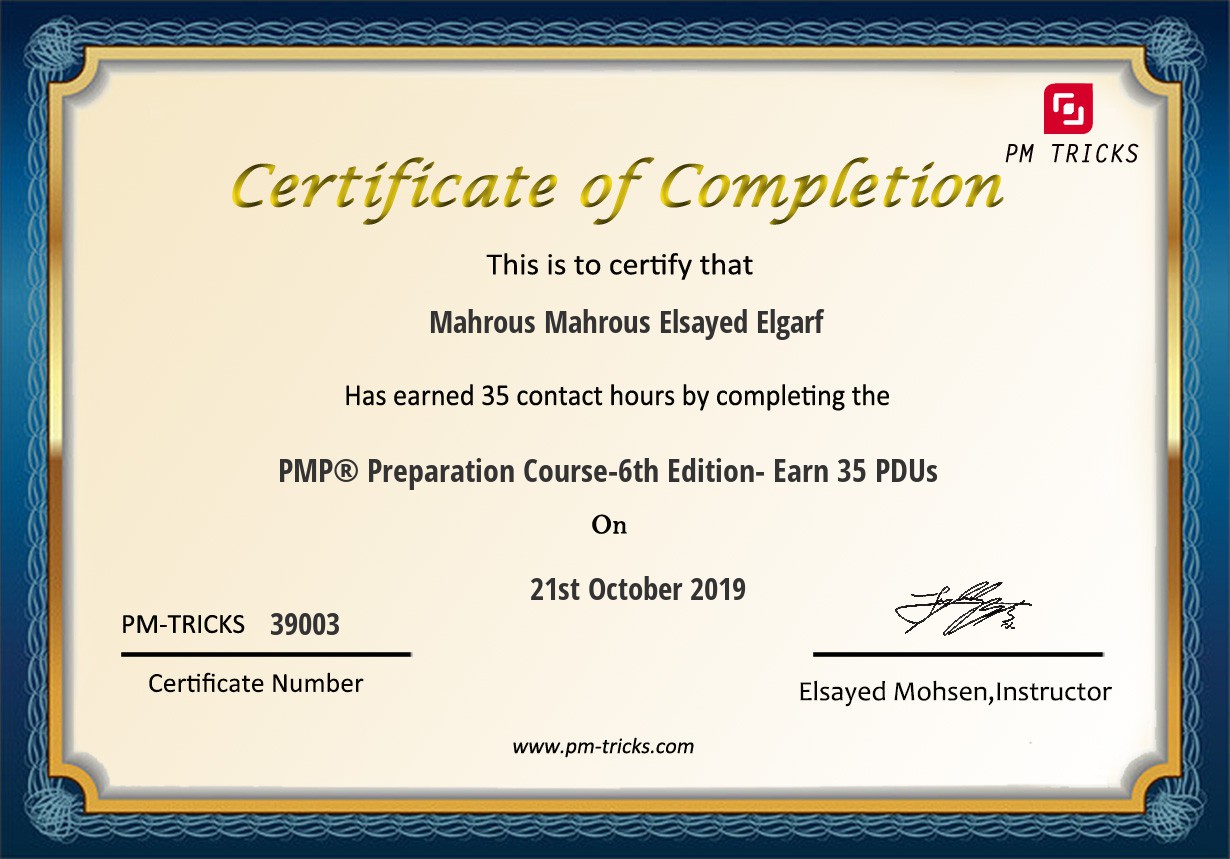 PM TRICKS
Certificate of Completion
This is to certify that
Mahrous Mahrous Elsayed Elgarf
Has earned 35 contact hours by completing the
PMP® Preparation Course-6th Edition- Earn 35 PDUs
On
21st October 2019
PM-TRICKS 39003
Certificate Number
Elsayed Mohsen,Instructor
www.pm-tricks.com